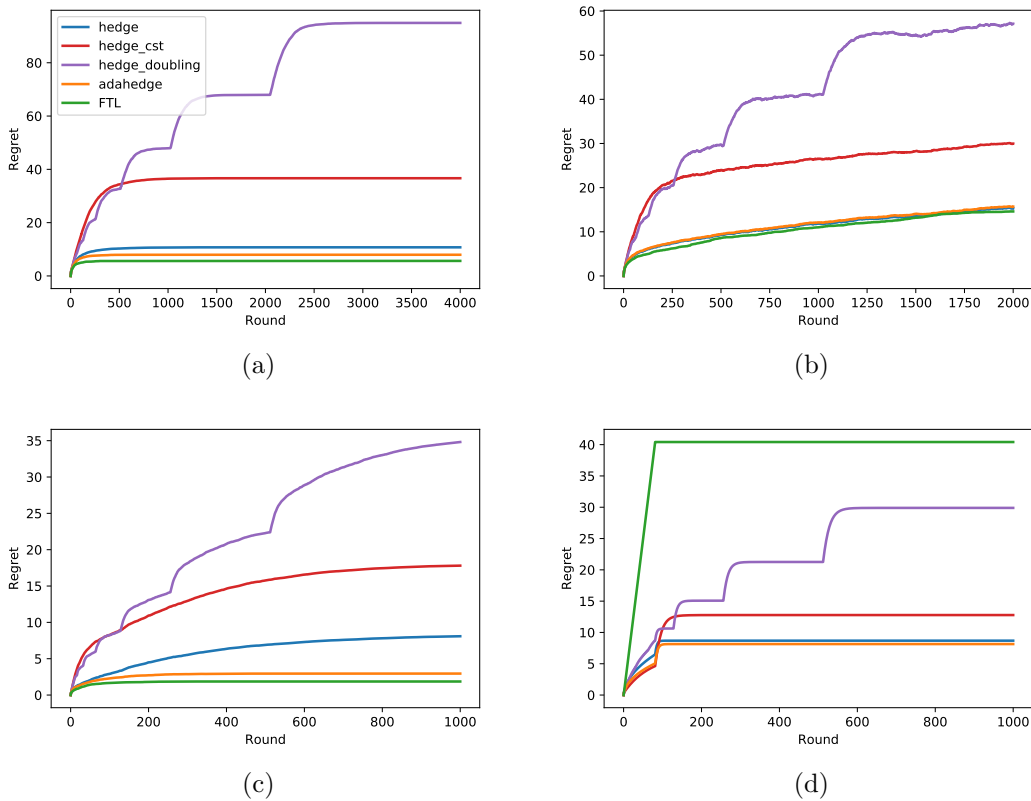 hedge
hedge_cst
hedge_doubling
adahedge
FTL
80
60
40
20
0
Regret
0 500 1000 1500 2000 2500 3000 3500 4000
Round
(a)
60
50
40
30
20
10
0
Regret
0 250 500 750 1000 1250 1500 1750 2000
Round
(b)
35
30
25
20
15
10
5
0
Regret
0 200 400 600 800 1000
Round
(c)
40
35
30
25
20
15
10
5
0
Regret
0 200 400 600 800 1000
Round
(d)